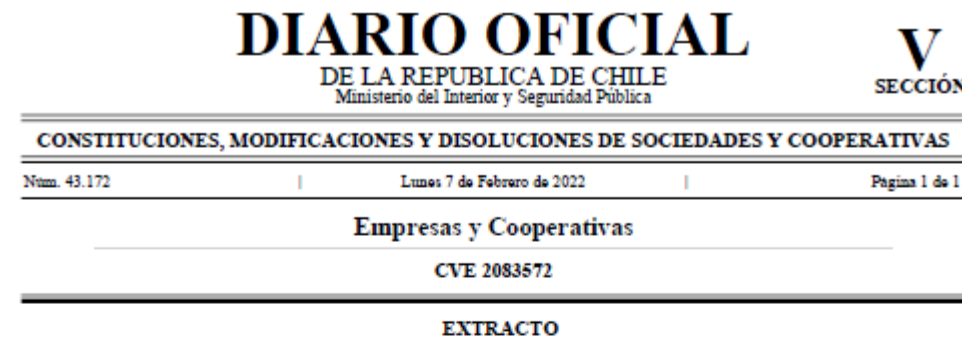 DIARIO OFICIAL
DE LA REPUBLICA DE CHILE
Ministerio del Interior y Seguridad Pública
V
SECCIÓN
CONSTITUCIONES, MODIFICACIONES Y DISOLUCIONES DE SOCIEDADES Y COOPERATIVAS
Núm. 43.172 | Lunes 7 de Febrero de 2022 | Página 1 de 1
Empresas y Cooperativas
CVE 2083572
EXTRACTO